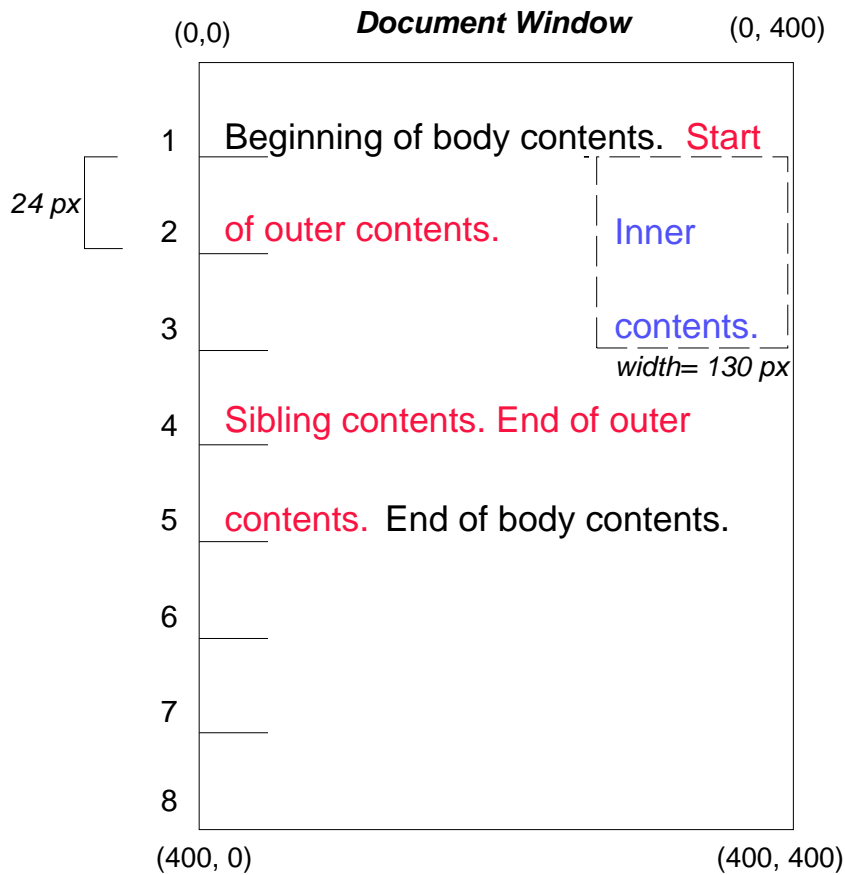 Document Window
(0,0) (0, 400)
1 Beginning of body contents. Start
24 px
2 of outer contents. Inner
3 contents.
width= 130 px
4 Sibling contents. End of outer
5 contents. End of body contents.
6
7
8
(400, 0) (400, 400)